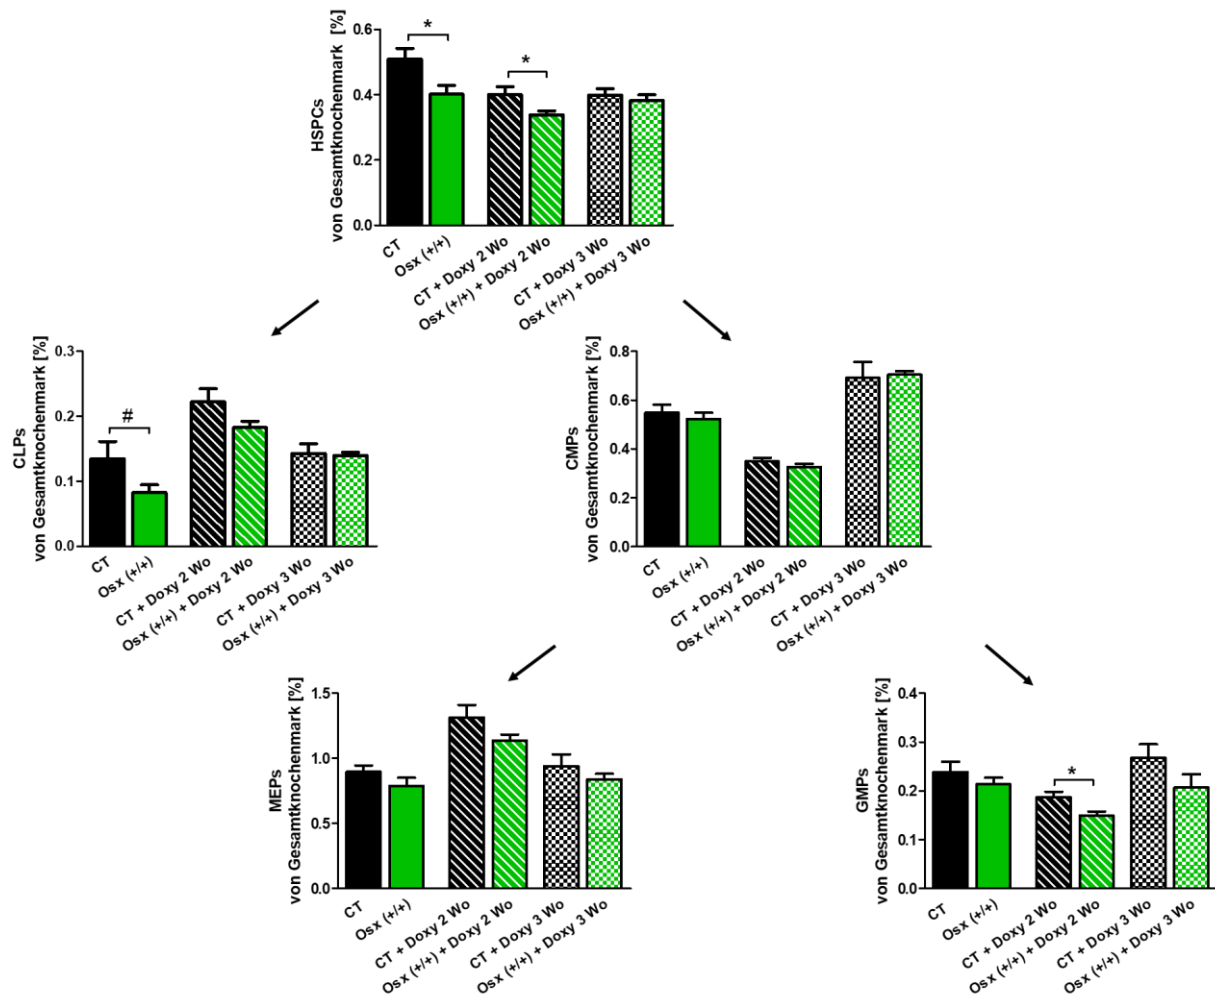 HSPCs
von Gesamtknochenmark [%]
0.6
0.4
0.2
0.0
*
*
CT
Osx (+/+)
CT + Doxy 2 Wo
Osx (+/+) + Doxy 2 Wo
CT + Doxy 3 Wo
Osx (+/+) + Doxy 3 Wo
CLPs
von Gesamtknochenmark [%]
0.3
0.2
0.1
0.0
#
CT
Osx (+/+)
CT + Doxy 2 Wo
Osx (+/+) + Doxy 2 Wo
CT + Doxy 3 Wo
Osx (+/+) + Doxy 3 Wo
CMPs
von Gesamtknochenmark [%]
0.8
0.6
0.4
0.2
0.0
CT
Osx (+/+)
CT + Doxy 2 Wo
Osx (+/+) + Doxy 2 Wo
CT + Doxy 3 Wo
Osx (+/+) + Doxy 3 Wo
MEPs
von Gesamtknochenmark [%]
1.5
1.0
0.5
0.0
CT
Osx (+/+)
CT + Doxy 2 Wo
Osx (+/+) + Doxy 2 Wo
CT + Doxy 3 Wo
Osx (+/+) + Doxy 3 Wo
GMPs
von Gesamtknochenmark [%]
0.4
0.3
0.2
0.1
0.0
*
CT
Osx (+/+)
CT + Doxy 2 Wo
Osx (+/+) + Doxy 2 Wo
CT + Doxy 3 Wo
Osx (+/+) + Doxy 3 Wo